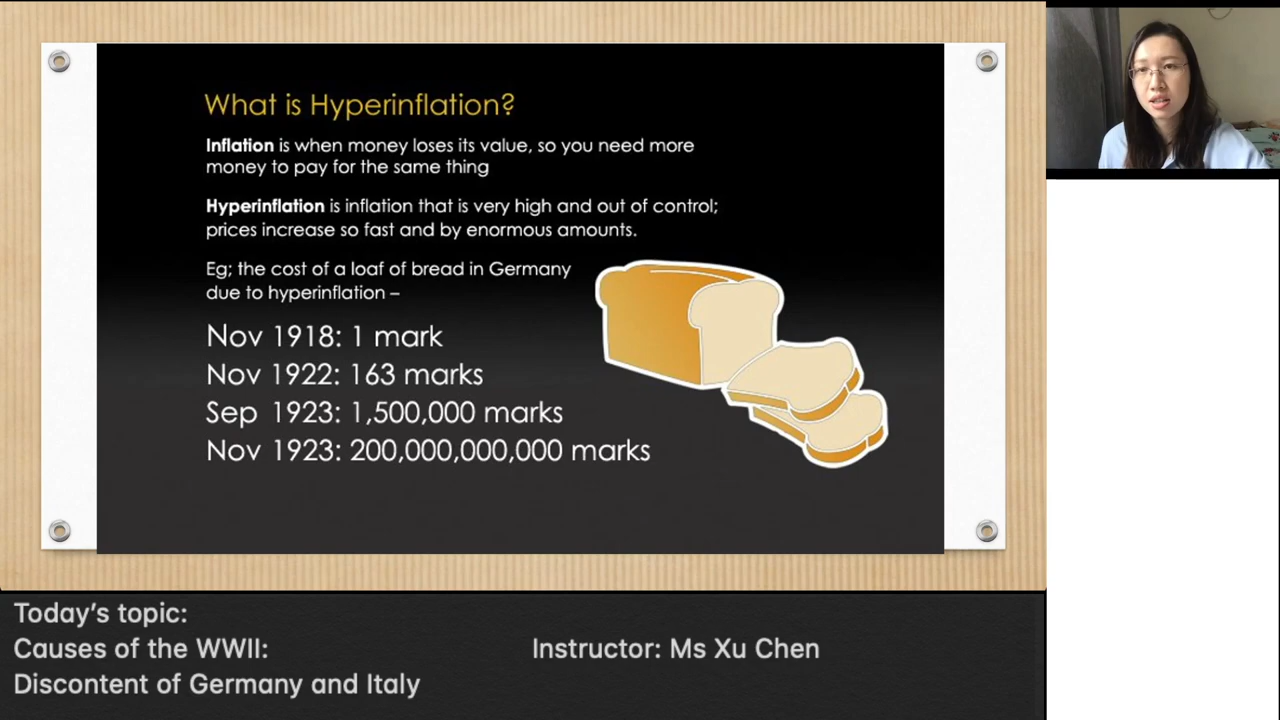 What is Hyperinflation?
Inflation is when money loses its value, so you need more
money to pay for the same thing
Hyperinflation is inflation that is very high and out of control;
prices increase so fast and by enormous amounts.
Eg; the cost of a loaf of bread in Germany
due to hyperinflation –
Nov 1918: 1 mark
Nov 1922: 163 marks
Sep 1923: 1,500,000 marks
Nov 1923: 200,000,000,000 marks
Today's topic:
Causes of the WWII:
Discontent of Germany and Italy
Instructor: Ms Xu Chen